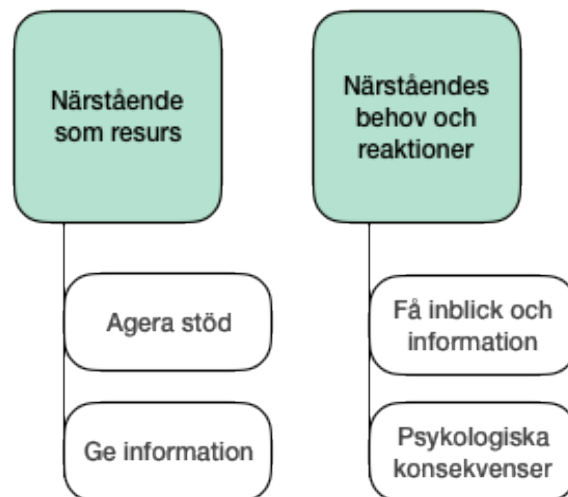 Närstående
som resurs
Agera stöd
Ge information
Närståendes
behov och
reaktioner
Få inblick och
information
Psykologiska
konsekvenser